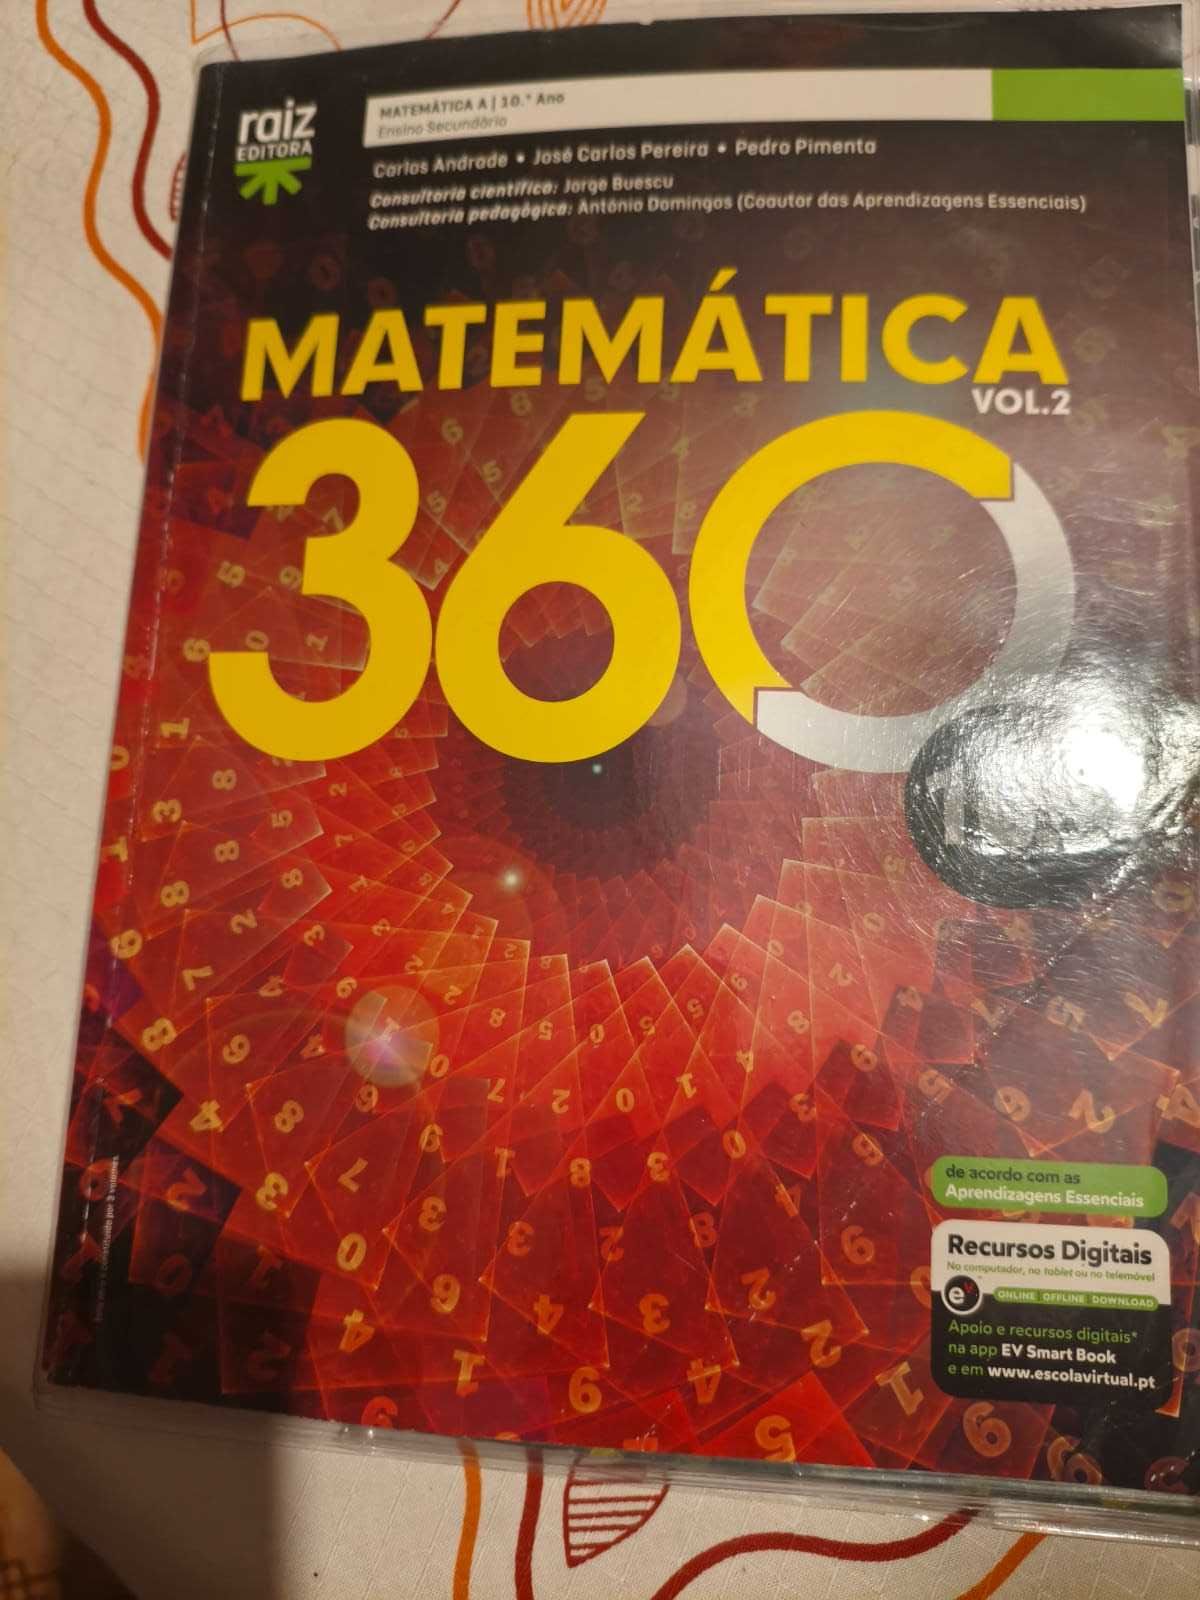 raiz
EDITORA
MATEMÁTICA A | 10.º Ano
Ensino Secundário
Carlos Andrade • José Carlos Pereira • Pedro Pimenta
Consultoria científica: Jorge Buescu
Consultoria pedagógica: António Domingos (Coautor das Aprendizagens Essenciais)
MATEMÁTICA
VOL.2
360
de acordo com as
Aprendizagens Essenciais
Recursos Digitais
No computador, no tablet ou no telemóvel
ONLINE | OFFLINE | DOWNLOAD
Apoio e recursos digitais*
na app EV Smart Book
e em www.escolavirtual.pt